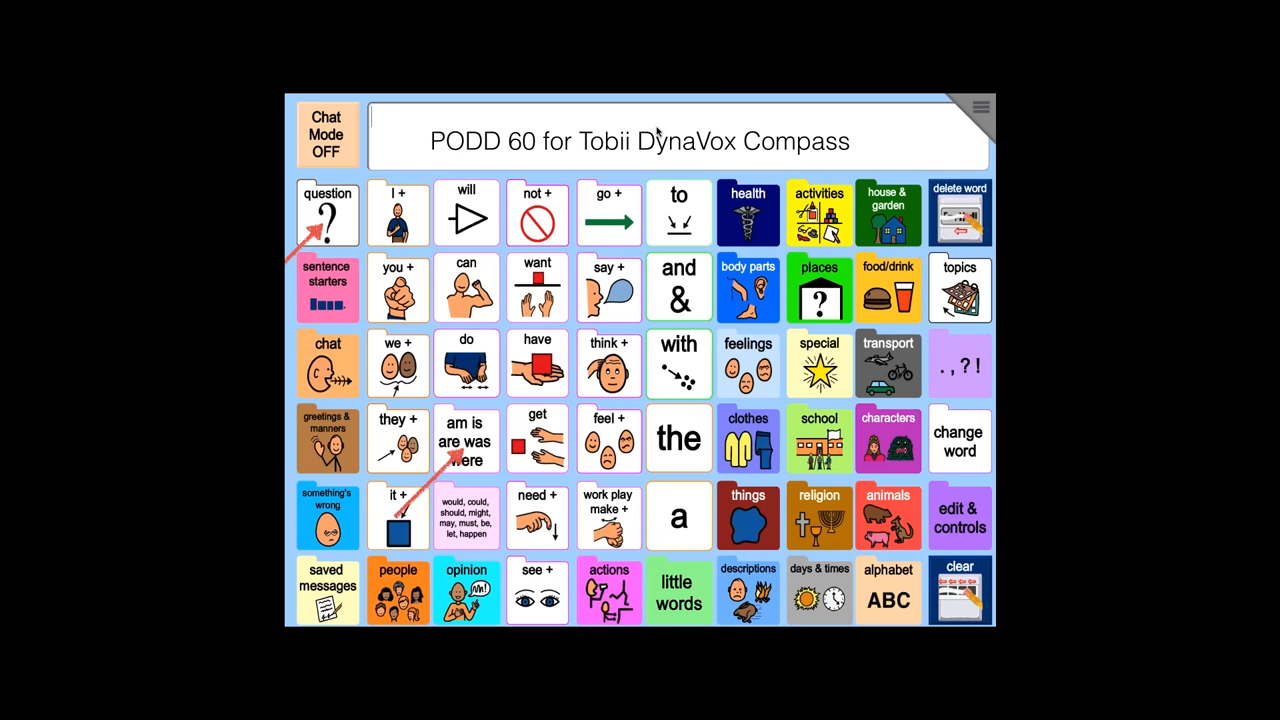 Chat
Mode
OFF
PODD 60 for Tobii DynaVox Compass
question
?
I +
will
not +
go +
to
health
activities
house &
garden
delete word
sentence
starters
you +
can
want
say +
and
&
body parts
places
?
food/drink
topics
chat
we +
do
have
think +
with
feelings
special
transport
. , ? !
greetings &
manners
they +
am is
are was
were
get
feel +
the
clothes
school
characters
change
word
something's
wrong
it +
would, could,
should, might,
may, must, be,
let, happen
need +
work play
make +
a
things
religion
animals
edit &
controls
saved
messages
people
opinion
see +
actions
little
words
descriptions
days & times
alphabet
ABC
clear